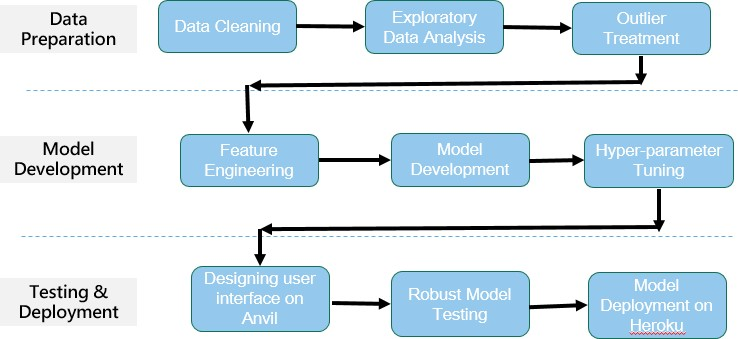 Data
Preparation
Data Cleaning
Exploratory
Data Analysis
Outlier
Treatment
Model
Development
Feature
Engineering
Model
Development
Hyper-parameter
Tuning
Testing &
Deployment
Designing user
interface on
Anvil
Robust Model
Testing
Model
Deployment on
Heroku